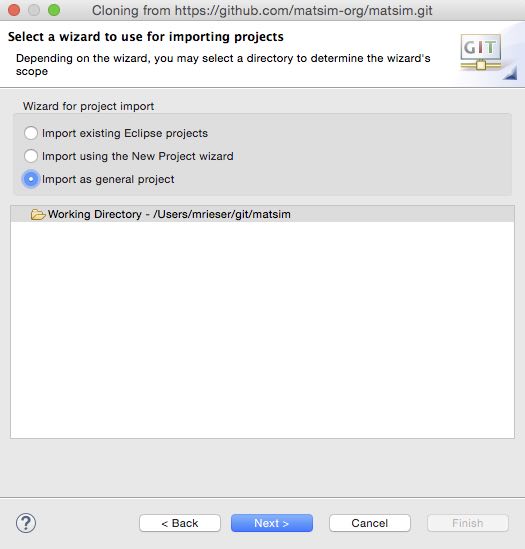 Cloning from https://github.com/matsim-org/matsim.git
Select a wizard to use for importing projects
Depending on the wizard, you may select a directory to determine the wizard's
scope
GIT
Wizard for project import
Import existing Eclipse projects
Import using the New Project wizard
Import as general project
Working Directory - /Users/mrieser/git/matsim
?
< Back
Next >
Cancel
Finish